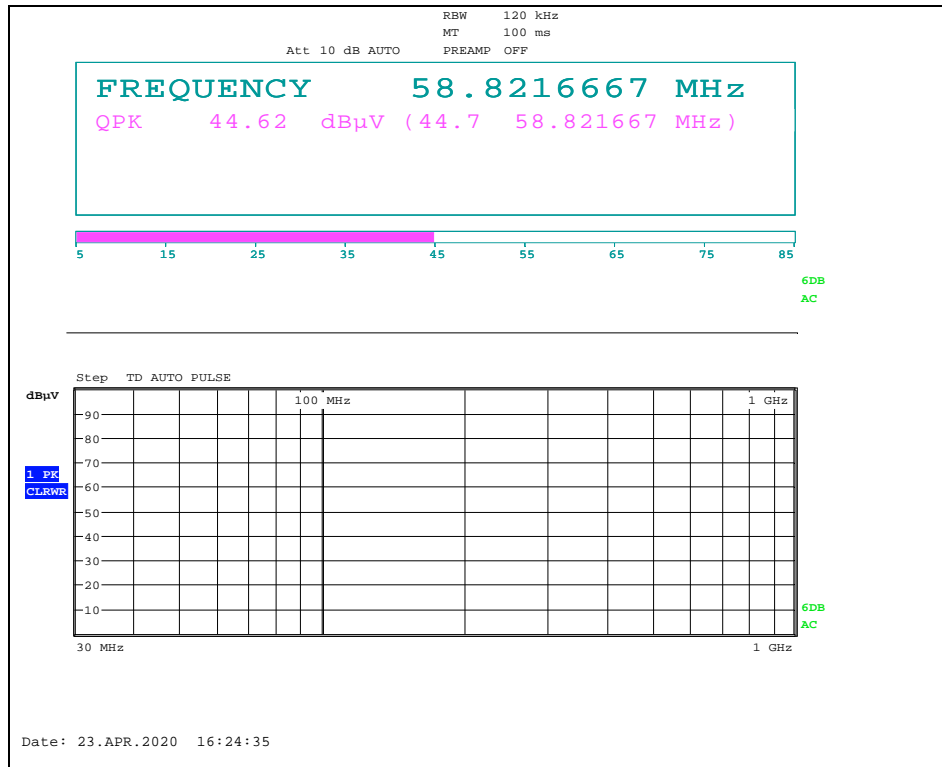 RBW 120 kHz
MT 100 ms
Att 10 dB AUTO PREAMP OFF
FREQUENCY 58.8216667 MHz
QPK 44.62 dBµV (44.7 58.821667 MHz)
5 15 25 35 45 55 65 75 85
6DB
AC
Step TD AUTO PULSE
dBµV
100 MHz 1 GHz
90
80
70
1 PK
60
CLRWR
50
40
30
20
10
6DB
AC
30 MHz 1 GHz
Date: 23.APR.2020 16:24:35